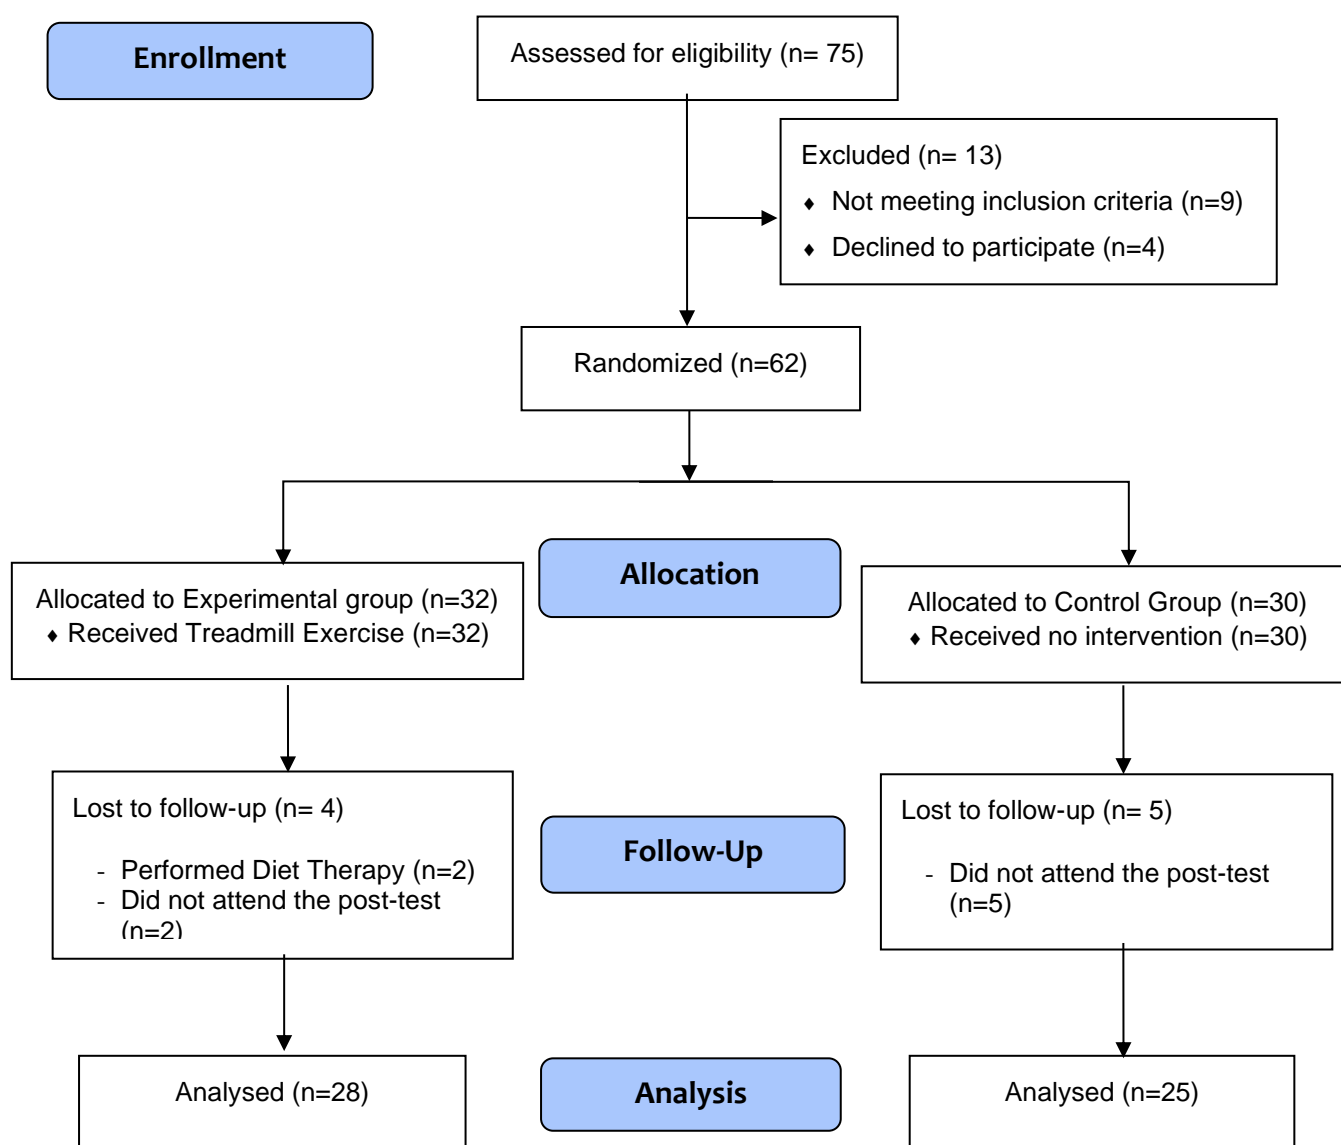 Enrollment
Assessed for eligibility (n= 75)
Excluded (n= 13)
♦ Not meeting inclusion criteria (n=9)
♦ Declined to participate (n=4)
Randomized (n=62)
Allocation
Allocated to Experimental group (n=32)
♦ Received Treadmill Exercise (n=32)
Allocated to Control Group (n=30)
♦ Received no intervention (n=30)
Lost to follow-up (n= 4)
- Performed Diet Therapy (n=2)
- Did not attend the post-test
(n=2)
Follow-Up
Lost to follow-up (n= 5)
- Did not attend the post-test
(n=5)
Analysed (n=28)
Analysis
Analysed (n=25)